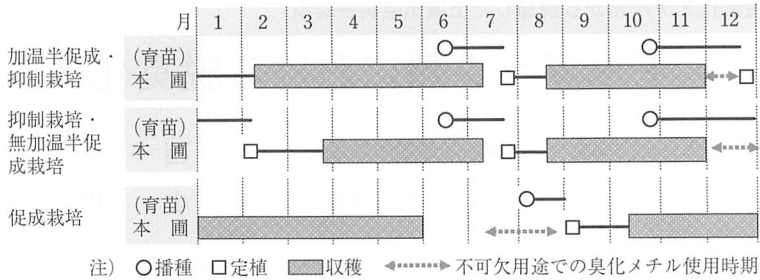 月 1 2 3 4 5 6 7 8 9 10 11 12
加温半促成・ (育苗)
抑制栽培 本 圃
抑制栽培・ (育苗)
無加温半促 本 圃
成栽培
促成栽培 (育苗)
本 圃
注) 播種 定植 収穫 不可欠用途での臭化メチル使用時期